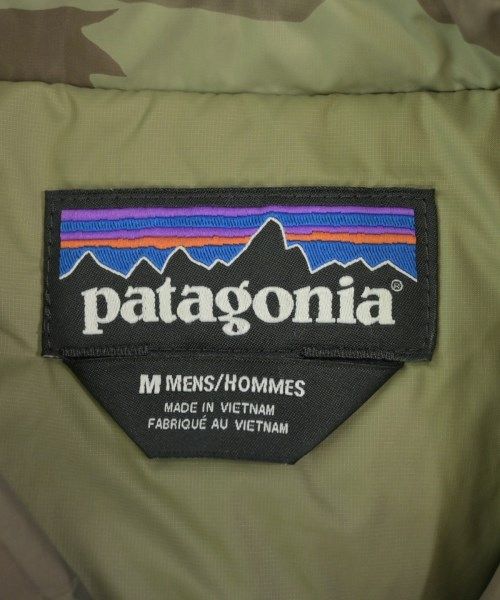 patagonia®
M MENS/HOMMES
MADE IN VIETNAM
FABRIQUÉ AU VIETNAM